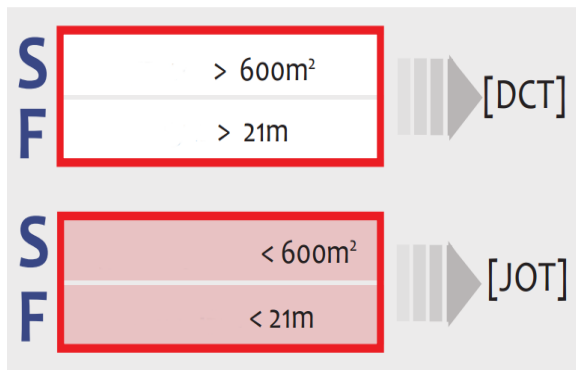 S > 600m²
F > 21m
[DCT]
S < 600m²
F < 21m
[JOT]